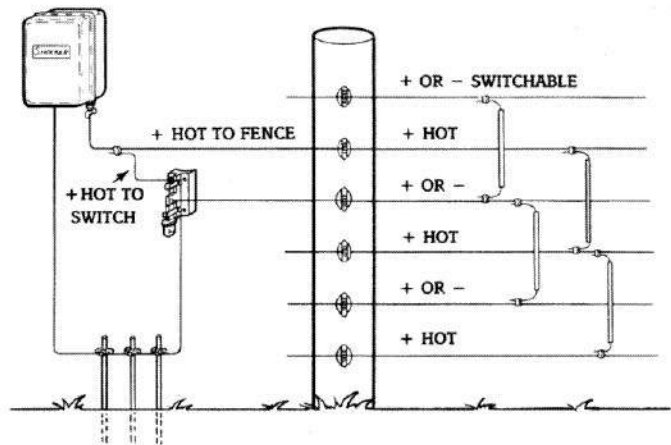 + OR – SWITCHABLE
+ HOT TO FENCE
+ HOT
+ HOT TO
SWITCH
+ OR –
+ HOT
+ OR –
+ HOT